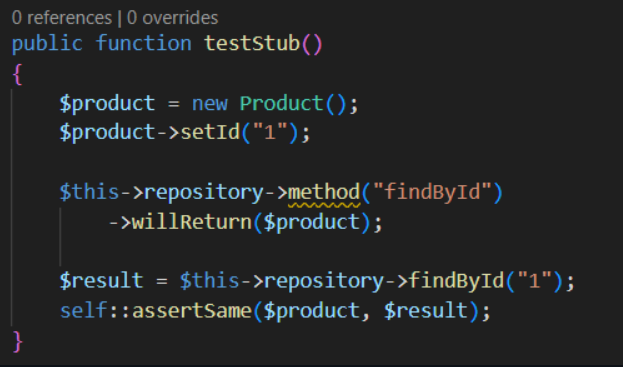 0 references | 0 overrides
public function testStub()
{
    $product = new Product();
    $product->setId("1");

    $this->repository->method("findById")
        ->willReturn($product);

    $result = $this->repository->findById("1");
    self::assertSame($product, $result);
}